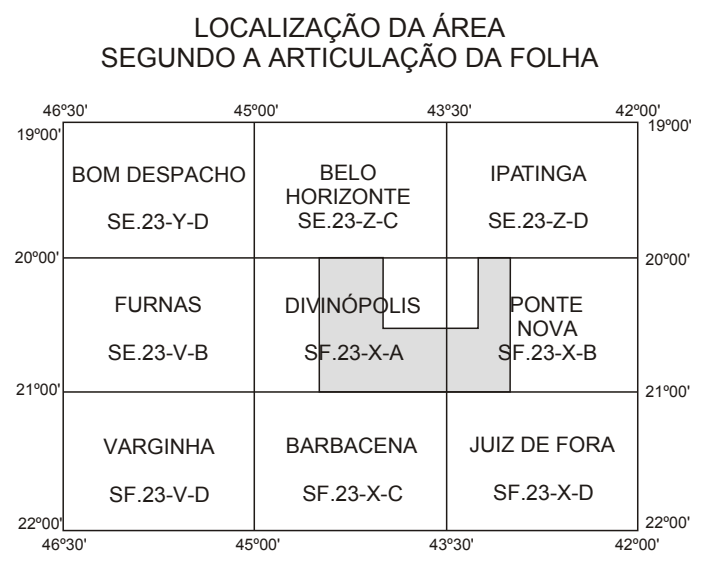 LOCALIZAÇÃO DA ÁREA
SEGUNDO A ARTICULAÇÃO DA FOLHA
46º30' 45º00' 43º30' 42º00'
19º00' 19º00'
BOM DESPACHO
SE.23-Y-D
BELO
HORIZONTE
SE.23-Z-C
IPATINGA
SE.23-Z-D
20º00' 20º00'
FURNAS
SE.23-V-B
DIVINÓPOLIS
SF.23-X-A
PONTE
NOVA
SF.23-X-B
21º00' 21º00'
VARGINHA
SF.23-V-D
BARBACENA
SF.23-X-C
JUIZ DE FORA
SF.23-X-D
22º00' 22º00'
46º30' 45º00' 43º30' 42º00'